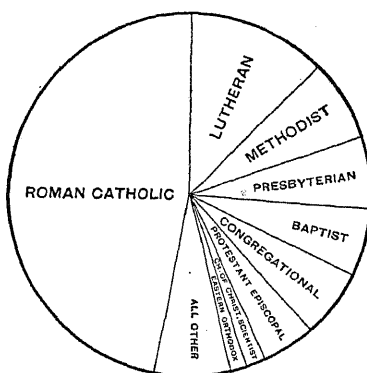 LUTHERAN
METHODIST
PRESBYTERIAN
BAPTIST
CONGREGATIONAL
PROTESTANT EPISCOPAL
CH. OF CHRIST, SCIENTIST
EASTERN ORTHODOX
ALL OTHER
ROMAN CATHOLIC